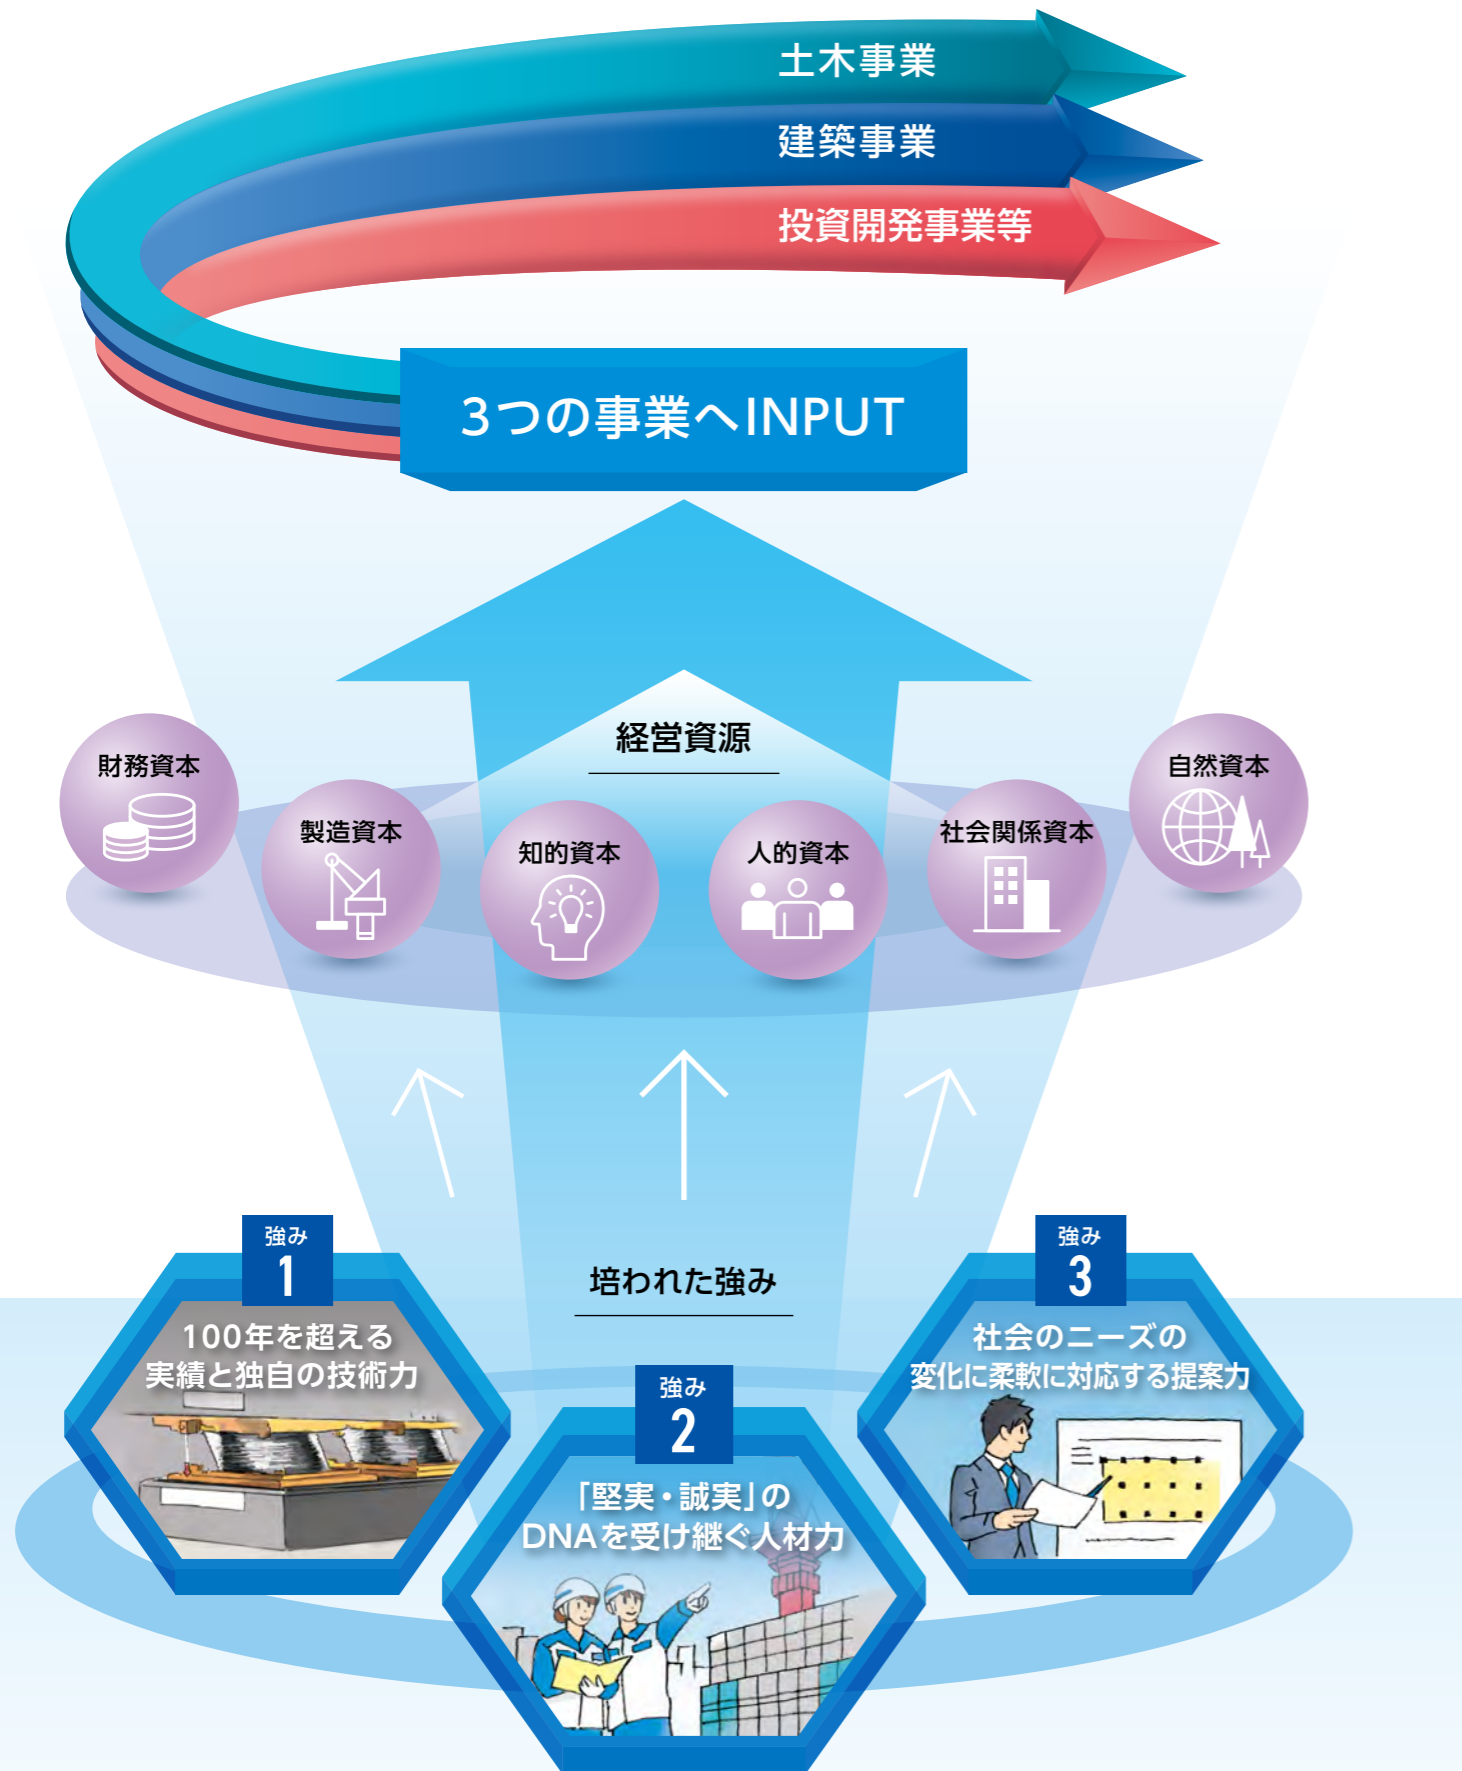 土木事業
建築事業
投資開発事業等
3つの事業へINPUT
経営資源
財務資本
製造資本
知的資本
人的資本
社会関係資本
自然資本
培われた強み
強み
1
100年を超える
実績と独自の技術力
強み
2
「堅実・誠実」の
DNAを受け継ぐ人材力
強み
3
社会のニーズの
変化に柔軟に対応する提案力